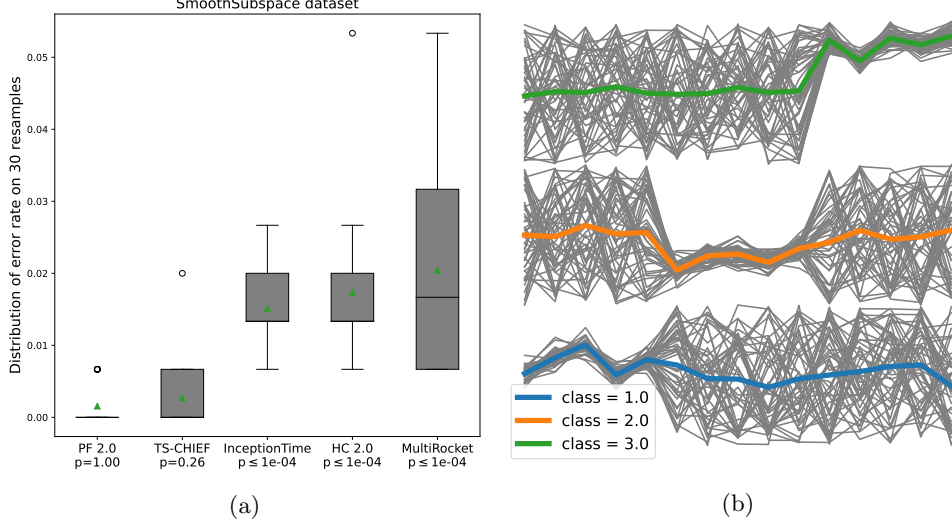 SmoothSubspace dataset
Distribution of error rate on 30 resamples
0.05
0.04
0.03
0.02
0.01
0.00
PF 2.0 TS-CHIEF InceptionTime HC 2.0 MultiRocket
p=1.00 p=0.26 p ≤ 1e-04 p ≤ 1e-04 p ≤ 1e-04
(a)
class = 1.0
class = 2.0
class = 3.0
(b)